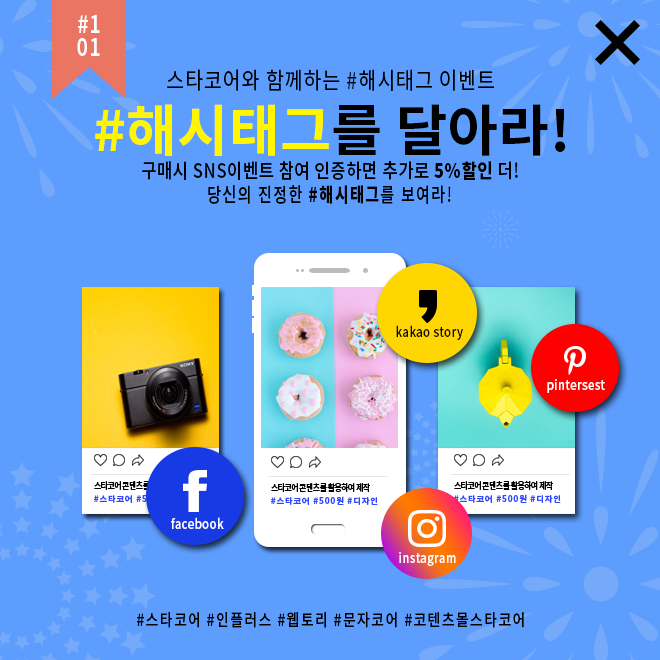 #1
01
스타코어와 함께하는 #해시태그 이벤트
#해시태그를 달아라!
구매시 SNS이벤트 참여 인증하면 추가로 5%할인 더!
당신의 진정한 #해시태그를 보여라!
kakao story
SONY
pintersest
스타코어 콘텐츠를
#스타코어
스타코어 콘텐츠를 활용하여 제작
#스타코어 #500원 #디자인
스타코어 콘텐츠를 활용하여 제작
#스타코어 #500원 #디자인
facebook
instagram
#스타코어 #인플러스 #웹토리 #문자코어 #코텐츠몰스타코어